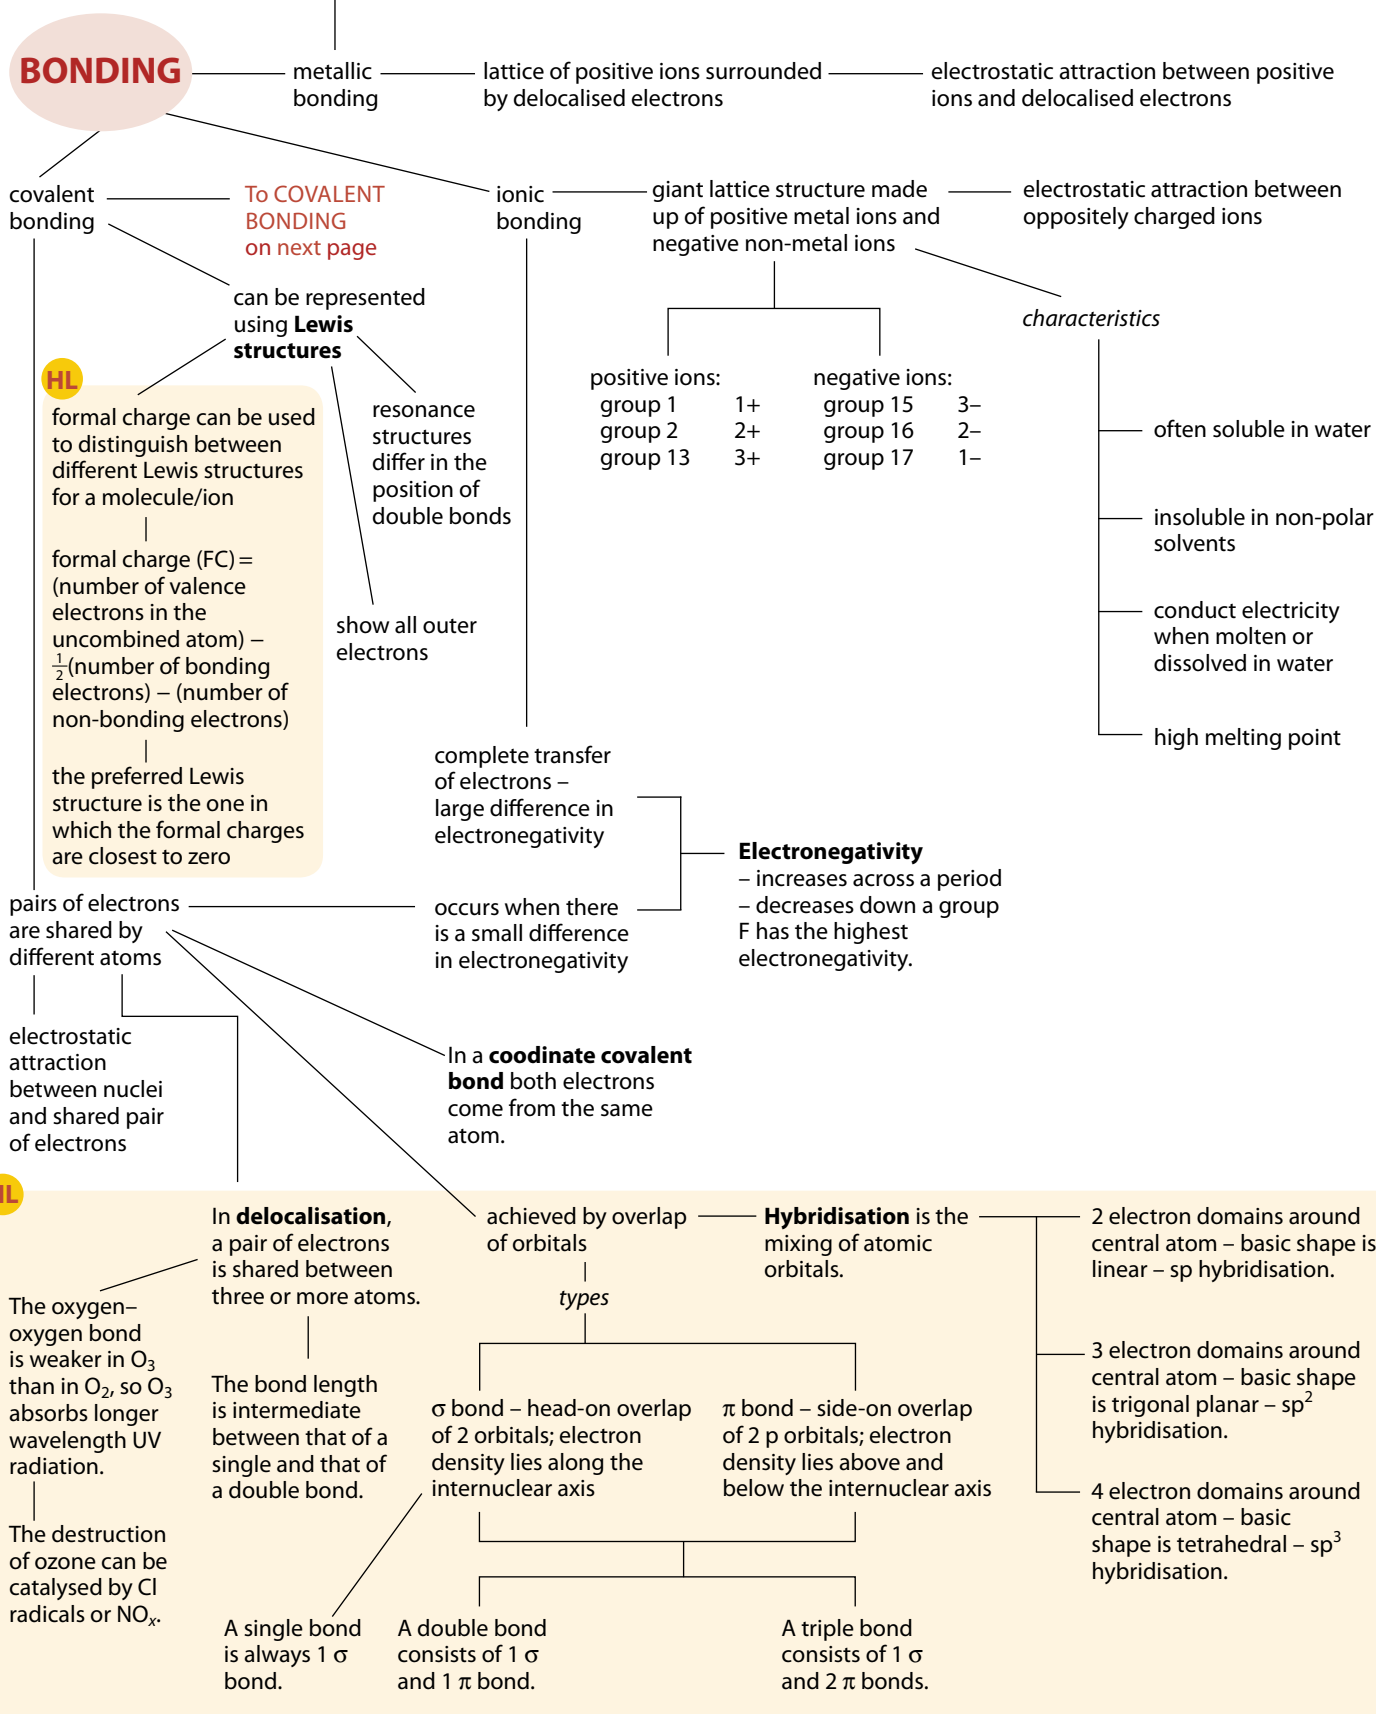 BONDING
metallic
bonding
lattice of positive ions surrounded
by delocalised electrons
electrostatic attraction between positive
ions and delocalised electrons
covalent
bonding
To COVALENT
BONDING
on next page
ionic
bonding
giant lattice structure made
up of positive metal ions and
negative non-metal ions
electrostatic attraction between
oppositely charged ions
can be represented
using Lewis
structures
characteristics
HL
formal charge can be used
to distinguish between
different Lewis structures
for a molecule/ion
formal charge (FC) =
(number of valence
electrons in the
uncombined atom) –
½(number of bonding
electrons) – (number of
non-bonding electrons)
the preferred Lewis
structure is the one in
which the formal charges
are closest to zero
resonance
structures
differ in the
position of
double bonds
show all outer
electrons
positive ions:
group 1 1+
group 2 2+
group 13 3+
negative ions:
group 15 3–
group 16 2–
group 17 1–
often soluble in water
insoluble in non-polar
solvents
conduct electricity
when molten or
dissolved in water
high melting point
complete transfer
of electrons –
large difference in
electronegativity
Electronegativity
– increases across a period
– decreases down a group
F has the highest
electronegativity.
pairs of electrons
are shared by
different atoms
occurs when there
is a small difference
in electronegativity
electrostatic
attraction
between nuclei
and shared pair
of electrons
In a coodinate covalent
bond both electrons
come from the same
atom.
HL
In delocalisation,
a pair of electrons
is shared between
three or more atoms.
achieved by overlap
of orbitals
Hybridisation is the
mixing of atomic
orbitals.
2 electron domains around
central atom – basic shape is
linear – sp hybridisation.
types
The oxygen–
oxygen bond
is weaker in O₃
than in O₂, so O₃
absorbs longer
wavelength UV
radiation.
The bond length
is intermediate
between that of a
single and that of
a double bond.
σ bond – head-on overlap
of 2 orbitals; electron
density lies along the
internuclear axis
π bond – side-on overlap
of 2 p orbitals; electron
density lies above and
below the internuclear axis
3 electron domains around
central atom – basic shape
is trigonal planar – sp²
hybridisation.
4 electron domains around
central atom – basic
shape is tetrahedral – sp³
hybridisation.
The destruction
of ozone can be
catalysed by Cl
radicals or NOₓ.
A single bond
is always 1 σ
bond.
A double bond
consists of 1 σ
and 1 π bond.
A triple bond
consists of 1 σ
and 2 π bonds.